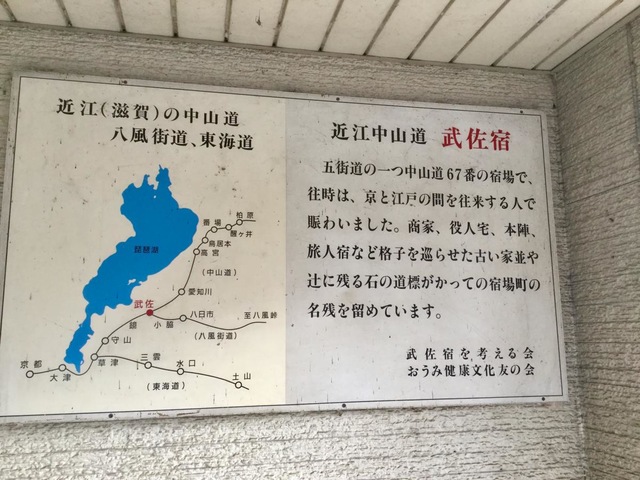 近江(滋賀)の中山道
八風街道、東海道
琵琶湖
柏原
醒ヶ井
番場
鳥居本
高宮
(中山道)
愛知川
武佐
八日市
小脇
鏡
至八風峠
(八風街道)
守山
草津
京都
大津
三雲
水口
土山
(東海道)
近江中山道 武佐宿
五街道の一つ中山道67番の宿場で、
往時は、京と江戸の間を往来する人で
賑わいました。商家、役人宅、本陣、
旅人宿など格子を巡らせた古い家並や
辻に残る石の道標がかっての宿場町の
名残を留めています。
武佐宿を考える会
おうみ健康文化友の会